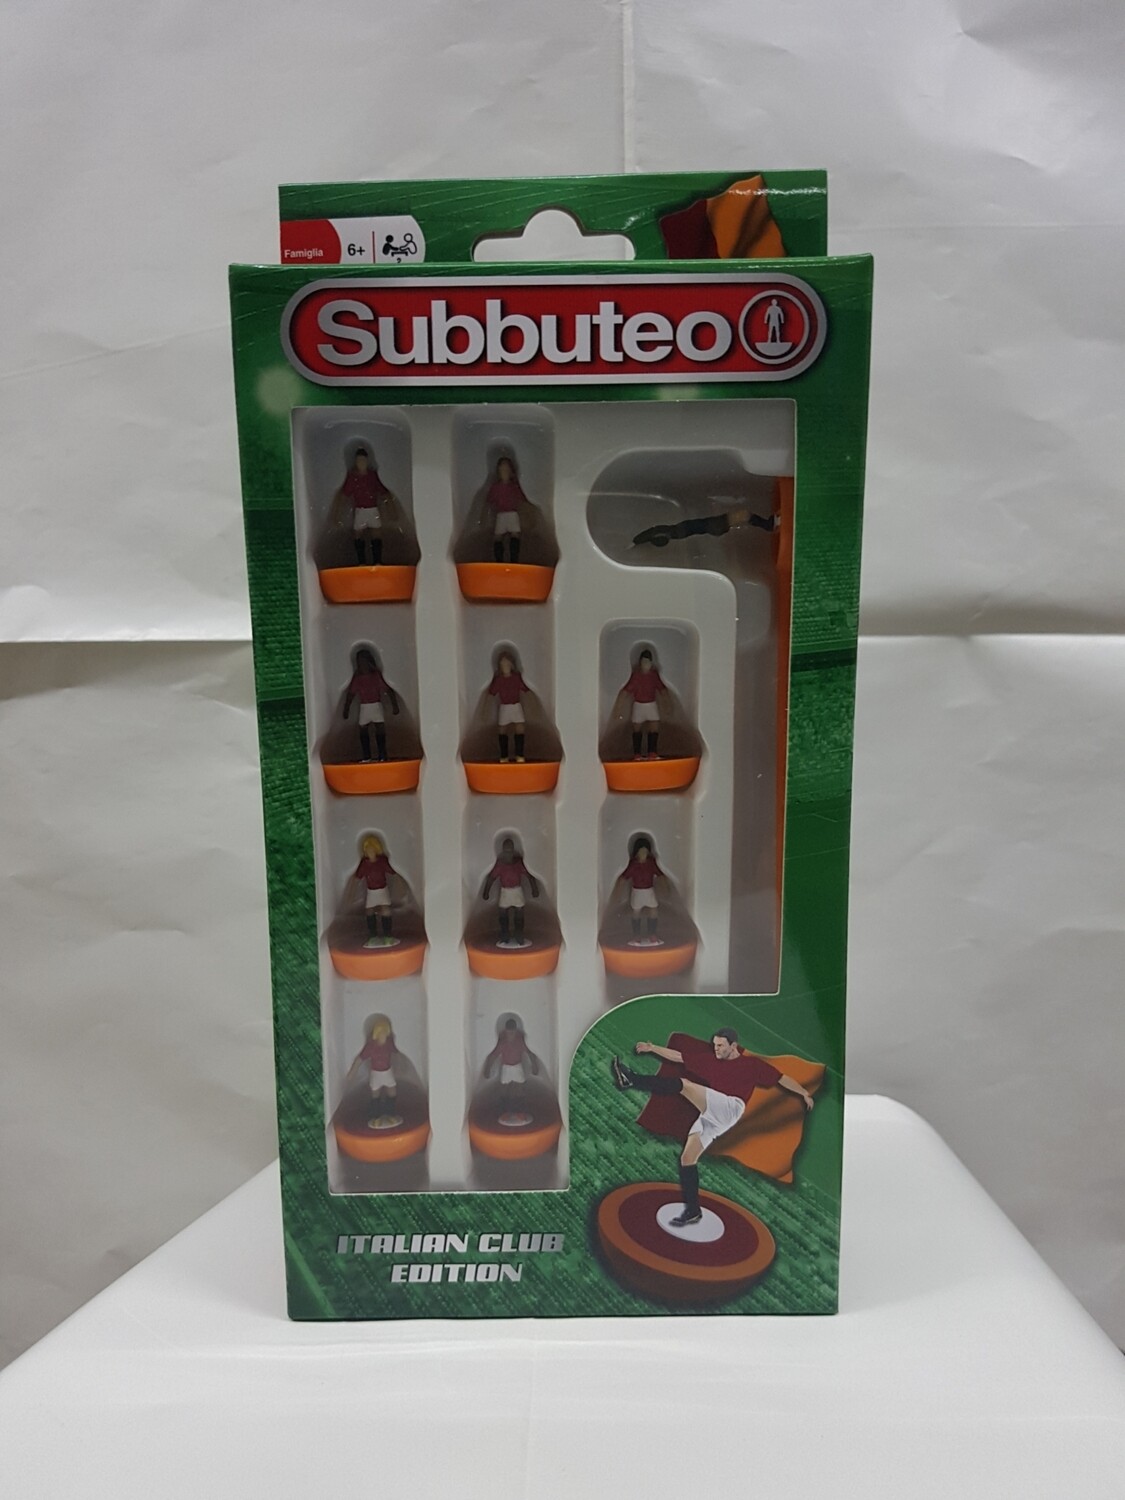 Famiglia 6+
Subbuteo
ITALIAN CLUB
EDITION